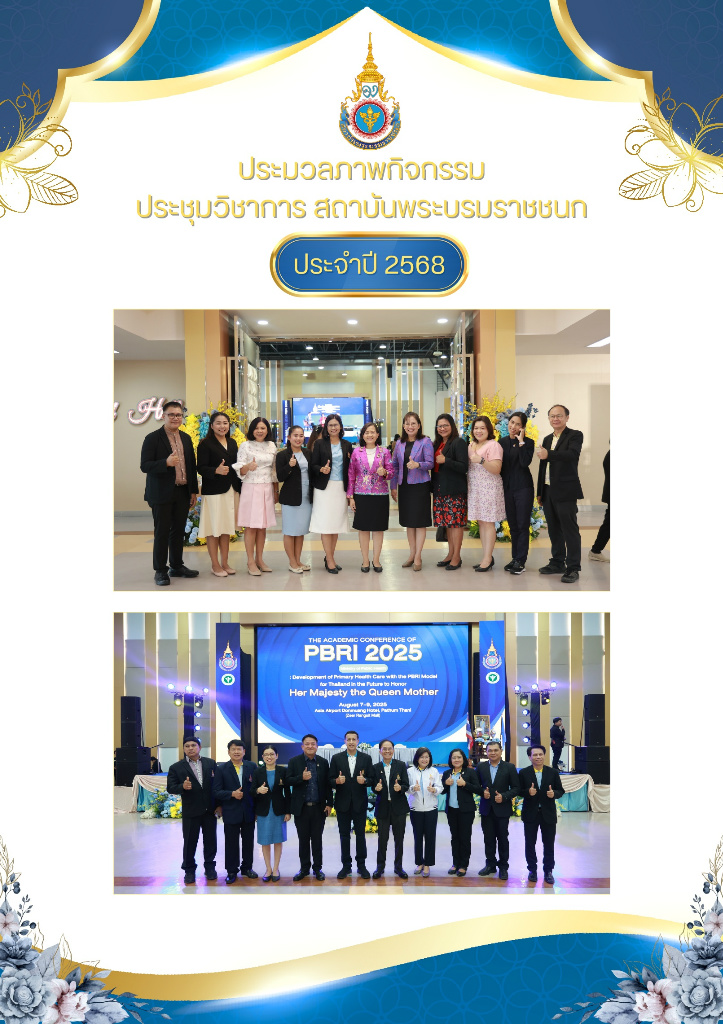 ประมวลภาพกิจกรรม
ประชุมวิชาการ สถาบันพระบรมราชชนก
ประจำปี 2568
THE ACADEMIC CONFERENCE OF
PBRI 2025
: Development of Primary Health Care with the PBRI Model
for Thailand in the Future to Honor
Her Majesty the Queen Mother
August 7-9, 2025
Asia Airport Donmuang Hotel, Pathum Thani